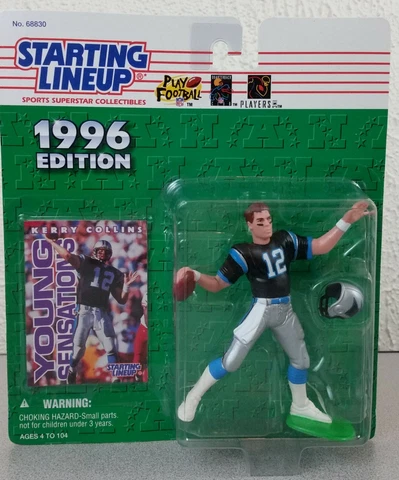 No. 68830
STARTING
LINEUP
SPORTS SUPERSTAR COLLECTIBLES
PLAY
FOOTBALL
NFL
PLAYERS
1996
EDITION
KERRY COLLINS
YOUNG
SENSATIONS
12
STARTING
LINEUP
12
WARNING:
CHOKING HAZARD-Small parts.
not for children under 3 years.
AGES 4 TO 104